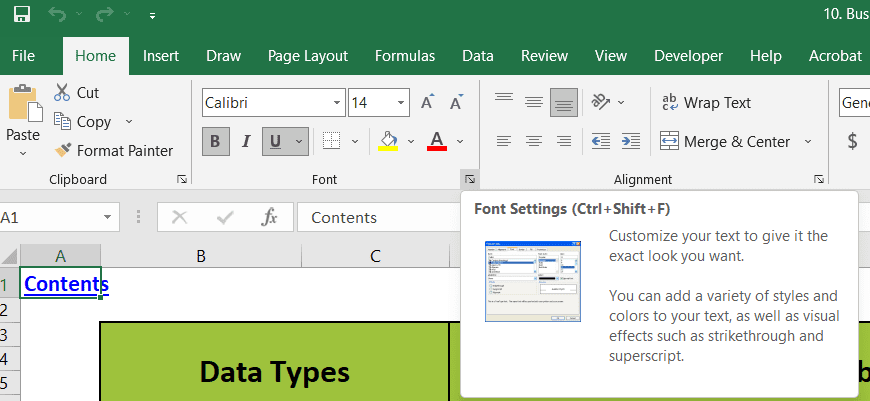 10. Bus
File Home Insert Draw Page Layout Formulas Data Review View Developer Help Acrobat
Cut
Calibri 14
Wrap Text
Gene
Copy
Paste
Format Painter
B I U A
Merge & Center
$
Clipboard Font Alignment
A1 fx Contents
Font Settings (Ctrl+Shift+F)
Customize your text to give it the
exact look you want.
You can add a variety of styles and
colors to your text, as well as visual
effects such as strikethrough and
superscript.
A B C
1 Contents
2
3
4 Data Types
5